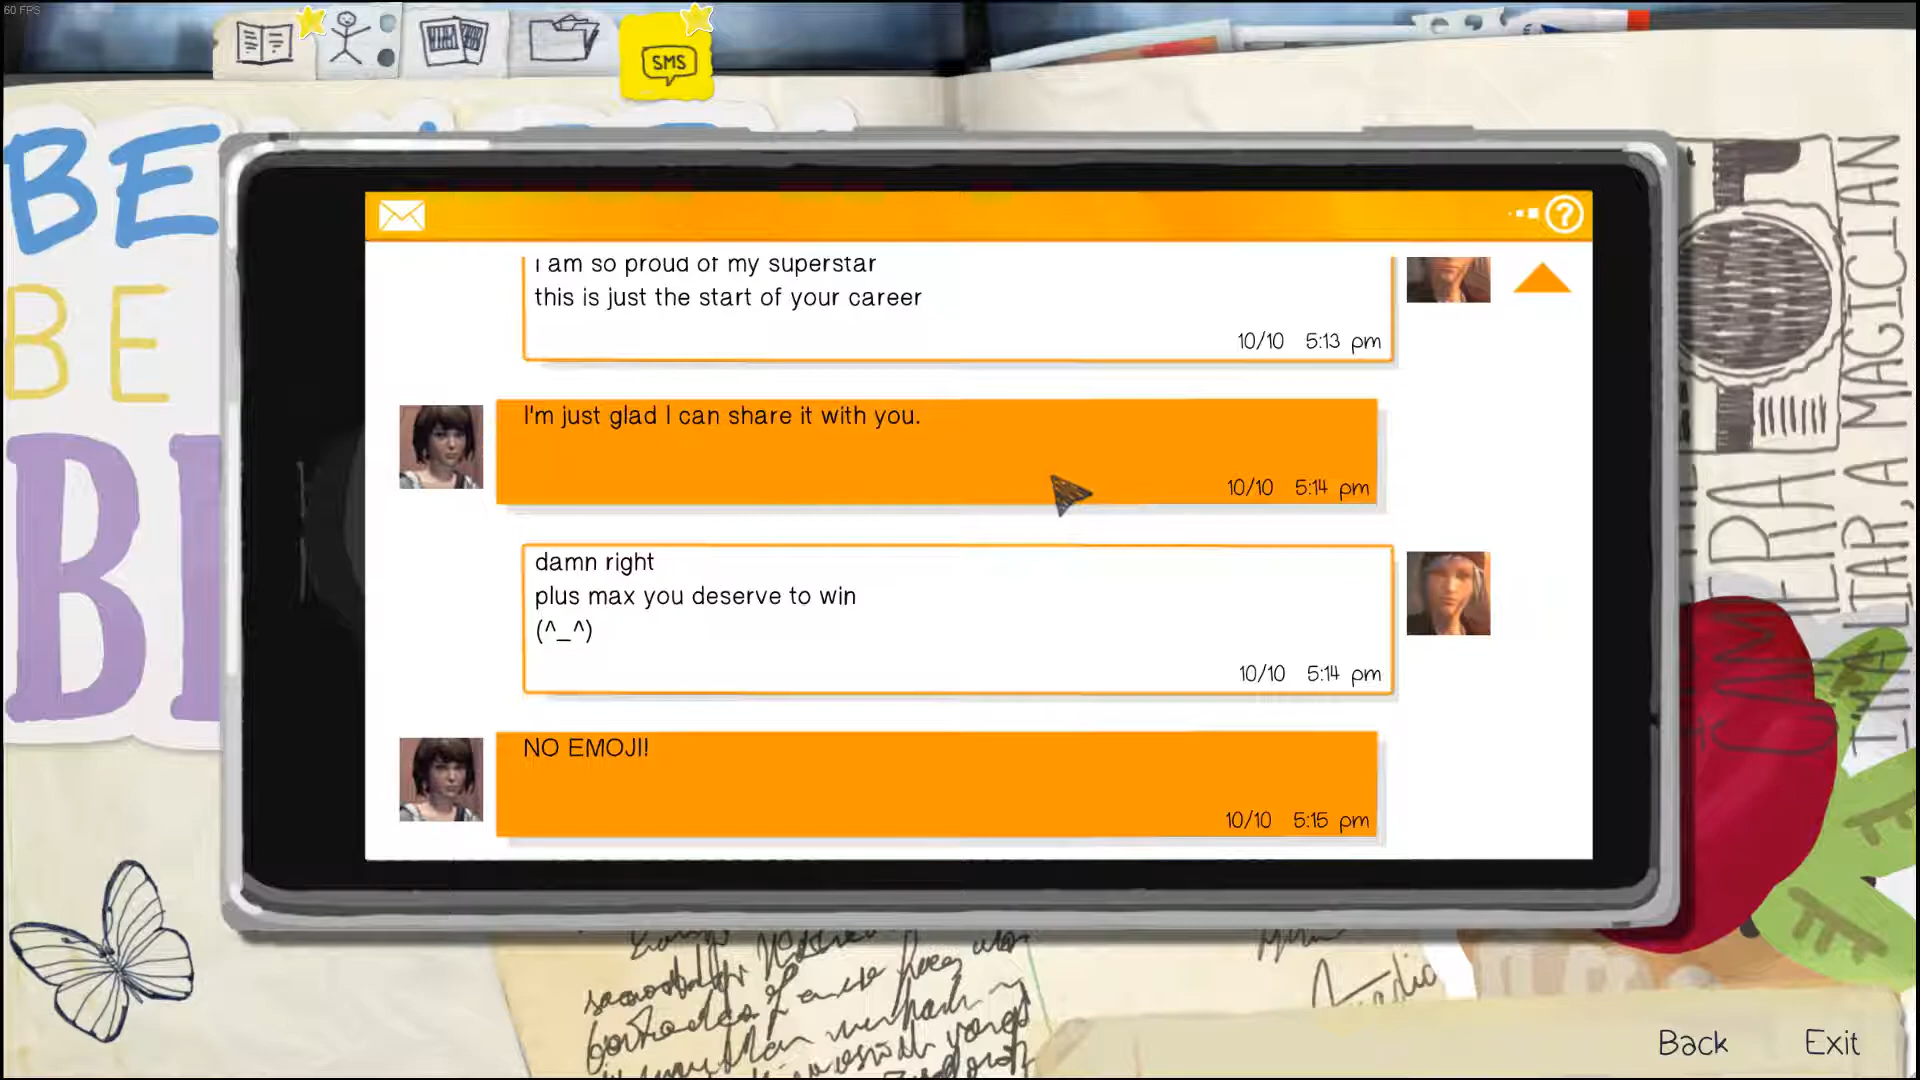 60 FPS
SMS
BE
BE
i am so proud of my superstar
this is just the start of your career
10/10 5:13 pm
I'm just glad I can share it with you.
10/10 5:14 pm
damn right
plus max you deserve to win
(^_^)
10/10 5:14 pm
NO EMOJI!
10/10 5:15 pm
LIAR, A MAGICIAN
Back
Exit